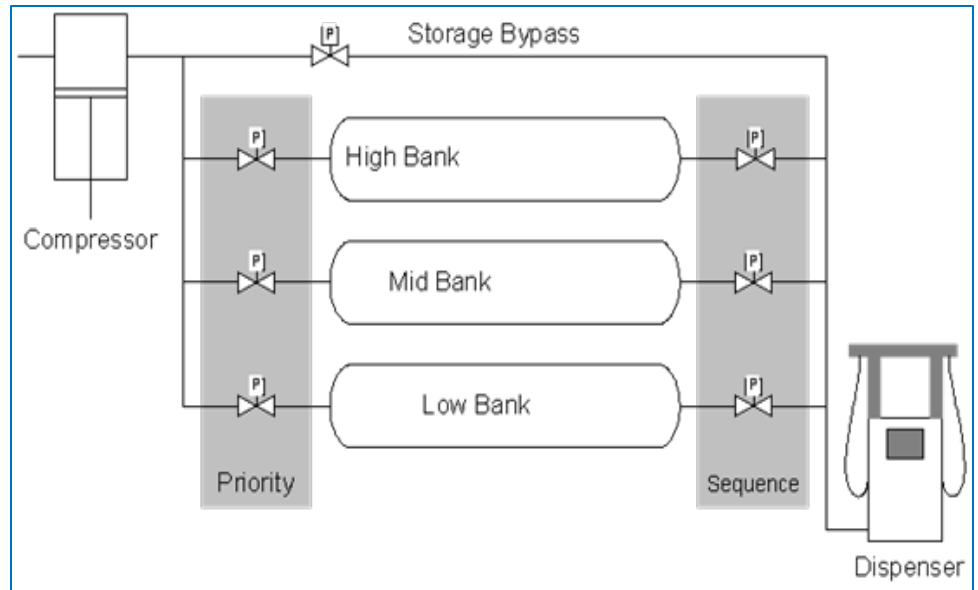 P]
Storage Bypass
P]
High Bank
[P]
Compressor
P]
Mid Bank
[P]
P]
Low Bank
[P]
Priority
Sequence
Dispenser